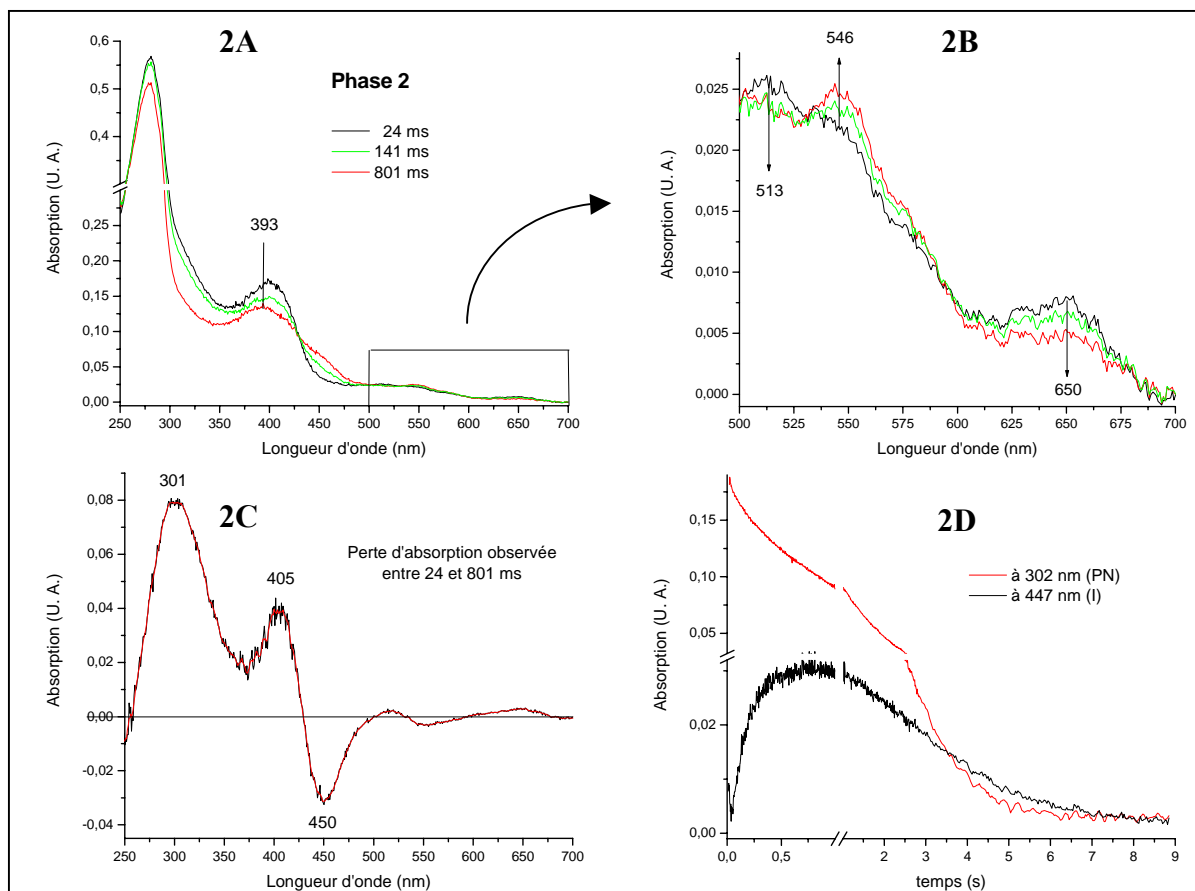 2A
Phase 2
24 ms
141 ms
801 ms
393
Absorption (U. A.)
0,6
0,5
0,4
0,25
0,20
0,15
0,10
0,05
0,00
250 300 350 400 450 500 550 600 650 700
Longueur d'onde (nm)
2B
546
513
650
Absorption (U. A.)
0,025
0,020
0,015
0,010
0,005
0,000
500 525 550 575 600 625 650 675 700
Longueur d'onde (nm)
2C
301
405
450
Perte d'absorption observée
entre 24 et 801 ms
Absorption (U. A.)
0,08
0,06
0,04
0,02
0,00
-0,02
-0,04
250 300 350 400 450 500 550 600 650 700
Longueur d'onde (nm)
2D
à 302 nm (PN)
à 447 nm (I)
Absorption (U. A.)
0,15
0,10
0,05
0,02
0,00
0,0 0,5 2 3 4 5 6 7 8 9
temps (s)